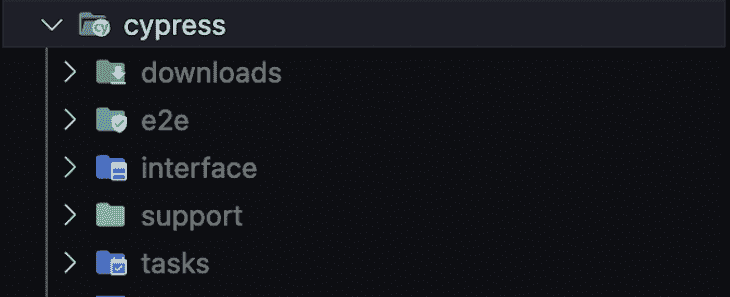 cypress
downloads
e2e
interface
support
tasks